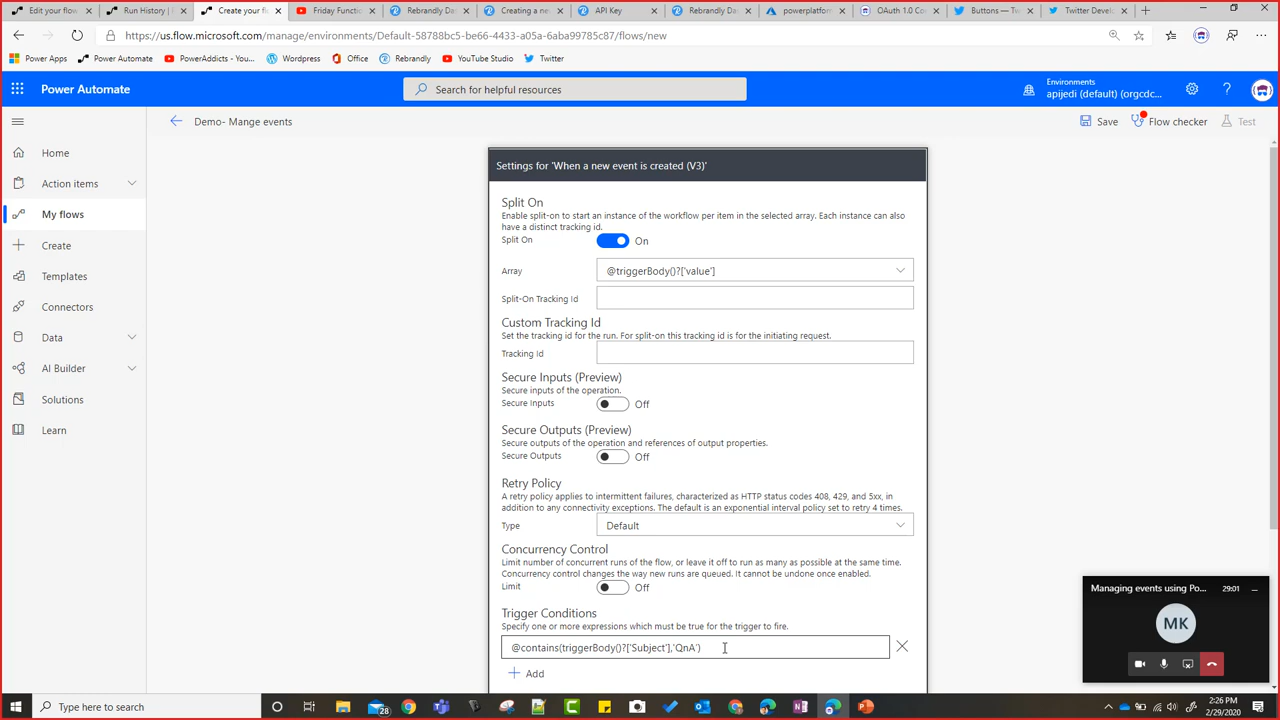 Edit your flow
Run History |
Create your fl
Friday Functi
Rebrandly Da
Creating a ne
API Key
Rebrandly Da
powerplatfo
OAuth 1.0 Co
Buttons — Tw
Twitter Devel
https://us.flow.microsoft.com/manage/environments/Default-58788bc5-be66-4433-a05a-6aba99785c87/flows/new
Power Apps
Power Automate
PowerAddicts - You...
Wordpress
Office
Rebrandly
YouTube Studio
Twitter
Power Automate
Search for helpful resources
Environments
apijedi (default) (orgcdc...
?
Demo- Mange events
Save
Flow checker
Test
Home
Action items
My flows
Create
Templates
Connectors
Data
AI Builder
Solutions
Learn
Settings for 'When a new event is created (V3)'
Split On
Enable split-on to start an instance of the workflow per item in the selected array. Each instance can also
have a distinct tracking id.
Split On
On
Array
@triggerBody()?['value']
Split-On Tracking Id
Custom Tracking Id
Set the tracking id for the run. For split-on this tracking id is for the initiating request.
Tracking Id
Secure Inputs (Preview)
Secure inputs of the operation.
Secure Inputs
Off
Secure Outputs (Preview)
Secure outputs of the operation and references of output properties.
Secure Outputs
Off
Retry Policy
A retry policy applies to intermittent failures, characterized as HTTP status codes 408, 429, and 5xx, in
addition to any connectivity exceptions. The default is an exponential interval policy set to retry 4 times.
Type
Default
Concurrency Control
Limit number of concurrent runs of the flow, or leave it off to run as many as possible at the same time.
Concurrency control changes the way new runs are queued. It cannot be undone once enabled.
Limit
Off
Trigger Conditions
Specify one or more expressions which must be true for the trigger to fire.
@contains(triggerBody()?['Subject'],'QnA')
Add
Managing events using Po...
29:01
MK
Type here to search
28
2:26 PM
2/29/2020